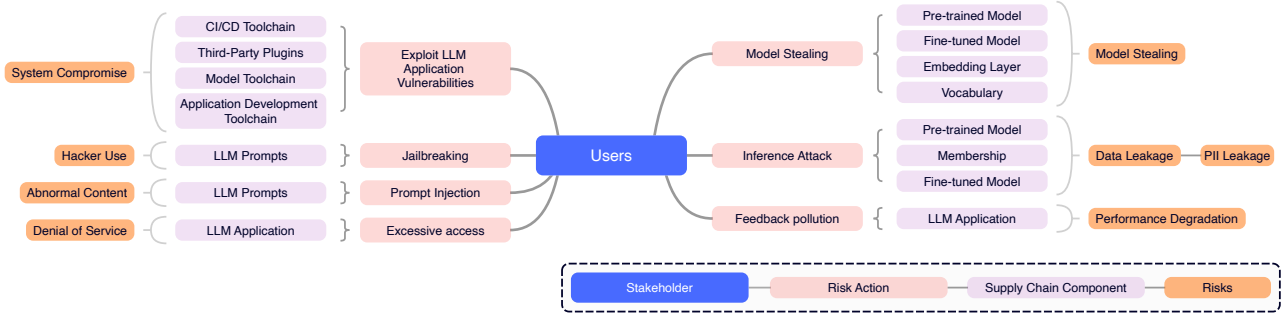 System Compromise
CI/CD Toolchain
Third-Party Plugins
Model Toolchain
Application Development
Toolchain
Exploit LLM
Application
Vulnerabilities
Hacker Use
LLM Prompts
Jailbreaking
Abnormal Content
LLM Prompts
Prompt Injection
Denial of Service
LLM Application
Excessive access
Users
Model Stealing
Pre-trained Model
Fine-tuned Model
Embedding Layer
Vocabulary
Model Stealing
Inference Attack
Pre-trained Model
Membership
Fine-tuned Model
Data Leakage
PII Leakage
Feedback pollution
LLM Application
Performance Degradation
Stakeholder
Risk Action
Supply Chain Component
Risks